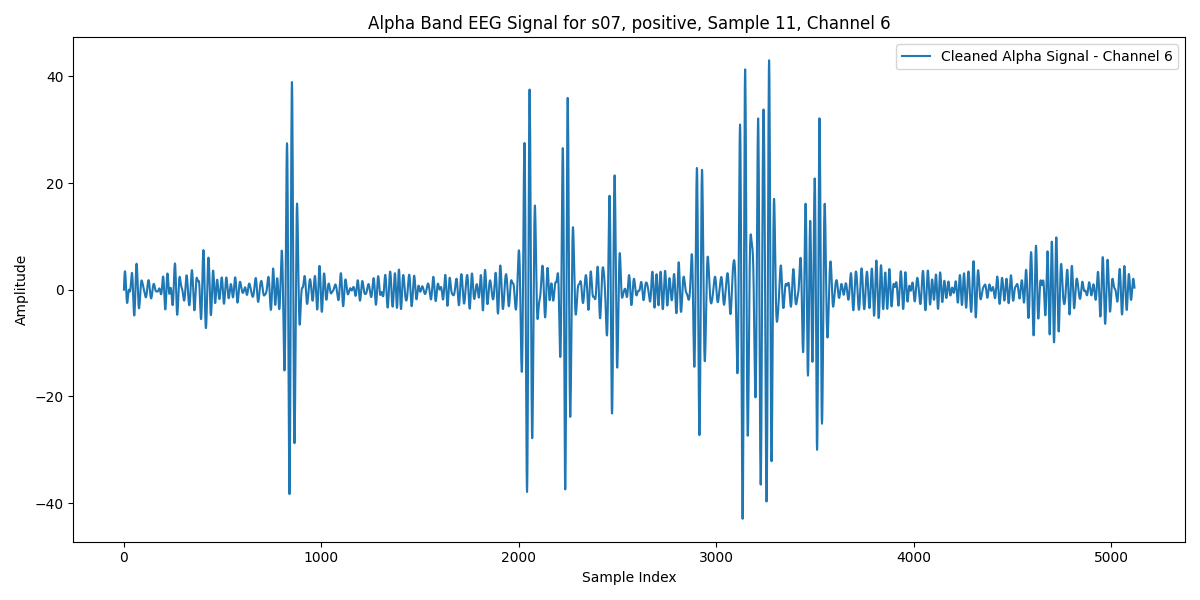 Alpha Band EEG Signal for s07, positive, Sample 11, Channel 6
Cleaned Alpha Signal - Channel 6
Amplitude
40
20
0
−20
−40
0 1000 2000 3000 4000 5000
Sample Index